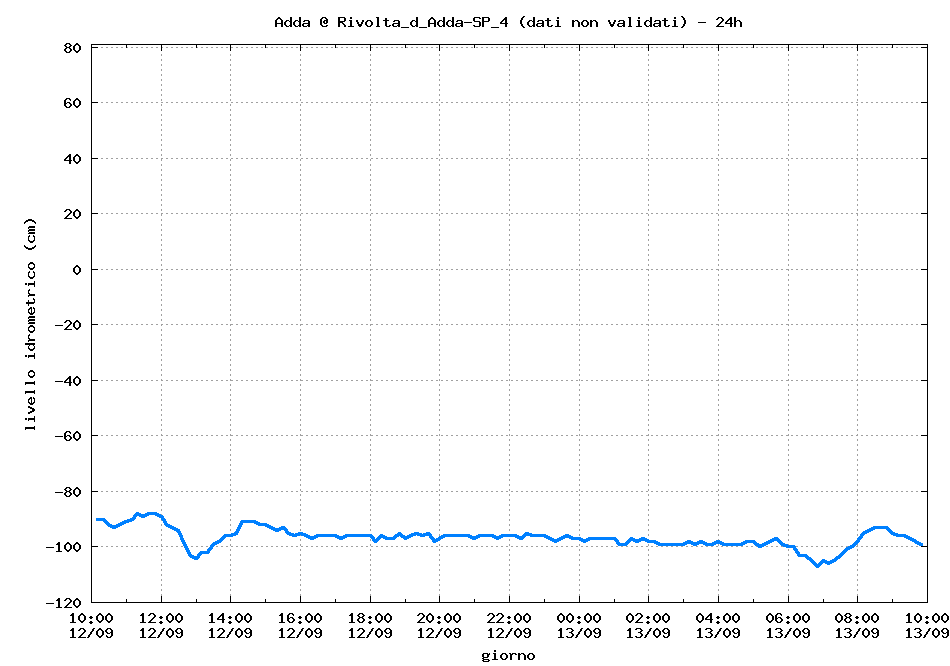 Adda @ Rivolta_d_Adda-SP_4 (dati non validati) - 24h
80
60
40
20
0
-20
-40
-60
-80
-100
-120
livello idrometrico (cm)
10:00 12:00 14:00 16:00 18:00 20:00 22:00 00:00 02:00 04:00 06:00 08:00 10:00
12/09 12/09 12/09 12/09 12/09 12/09 12/09 13/09 13/09 13/09 13/09 13/09 13/09
giorno